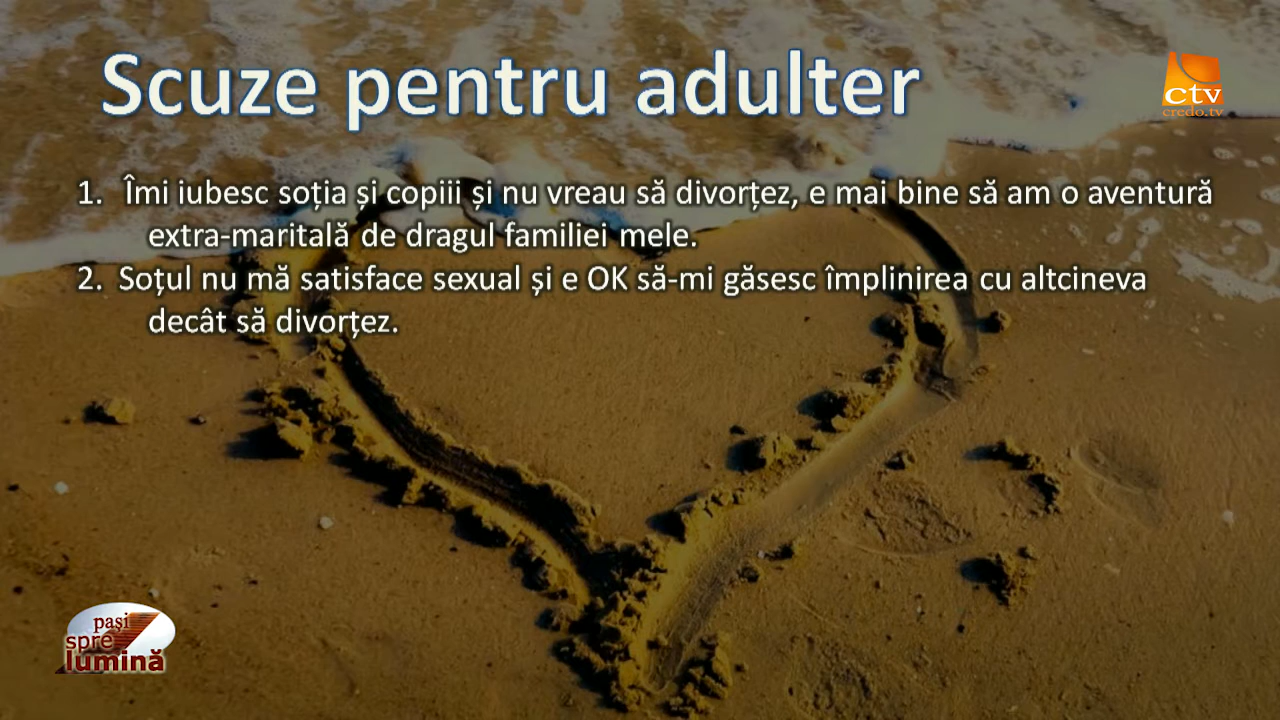 Scuze pentru adulter
ctv
credo.tv
1. Îmi iubesc soția și copiii și nu vreau să divorțez, e mai bine să am o aventură
extra-maritală de dragul familiei mele.
2. Soțul nu mă satisface sexual și e OK să-mi găsesc împlinirea cu altcineva
decât să divorțez.
pași
spre
lumină